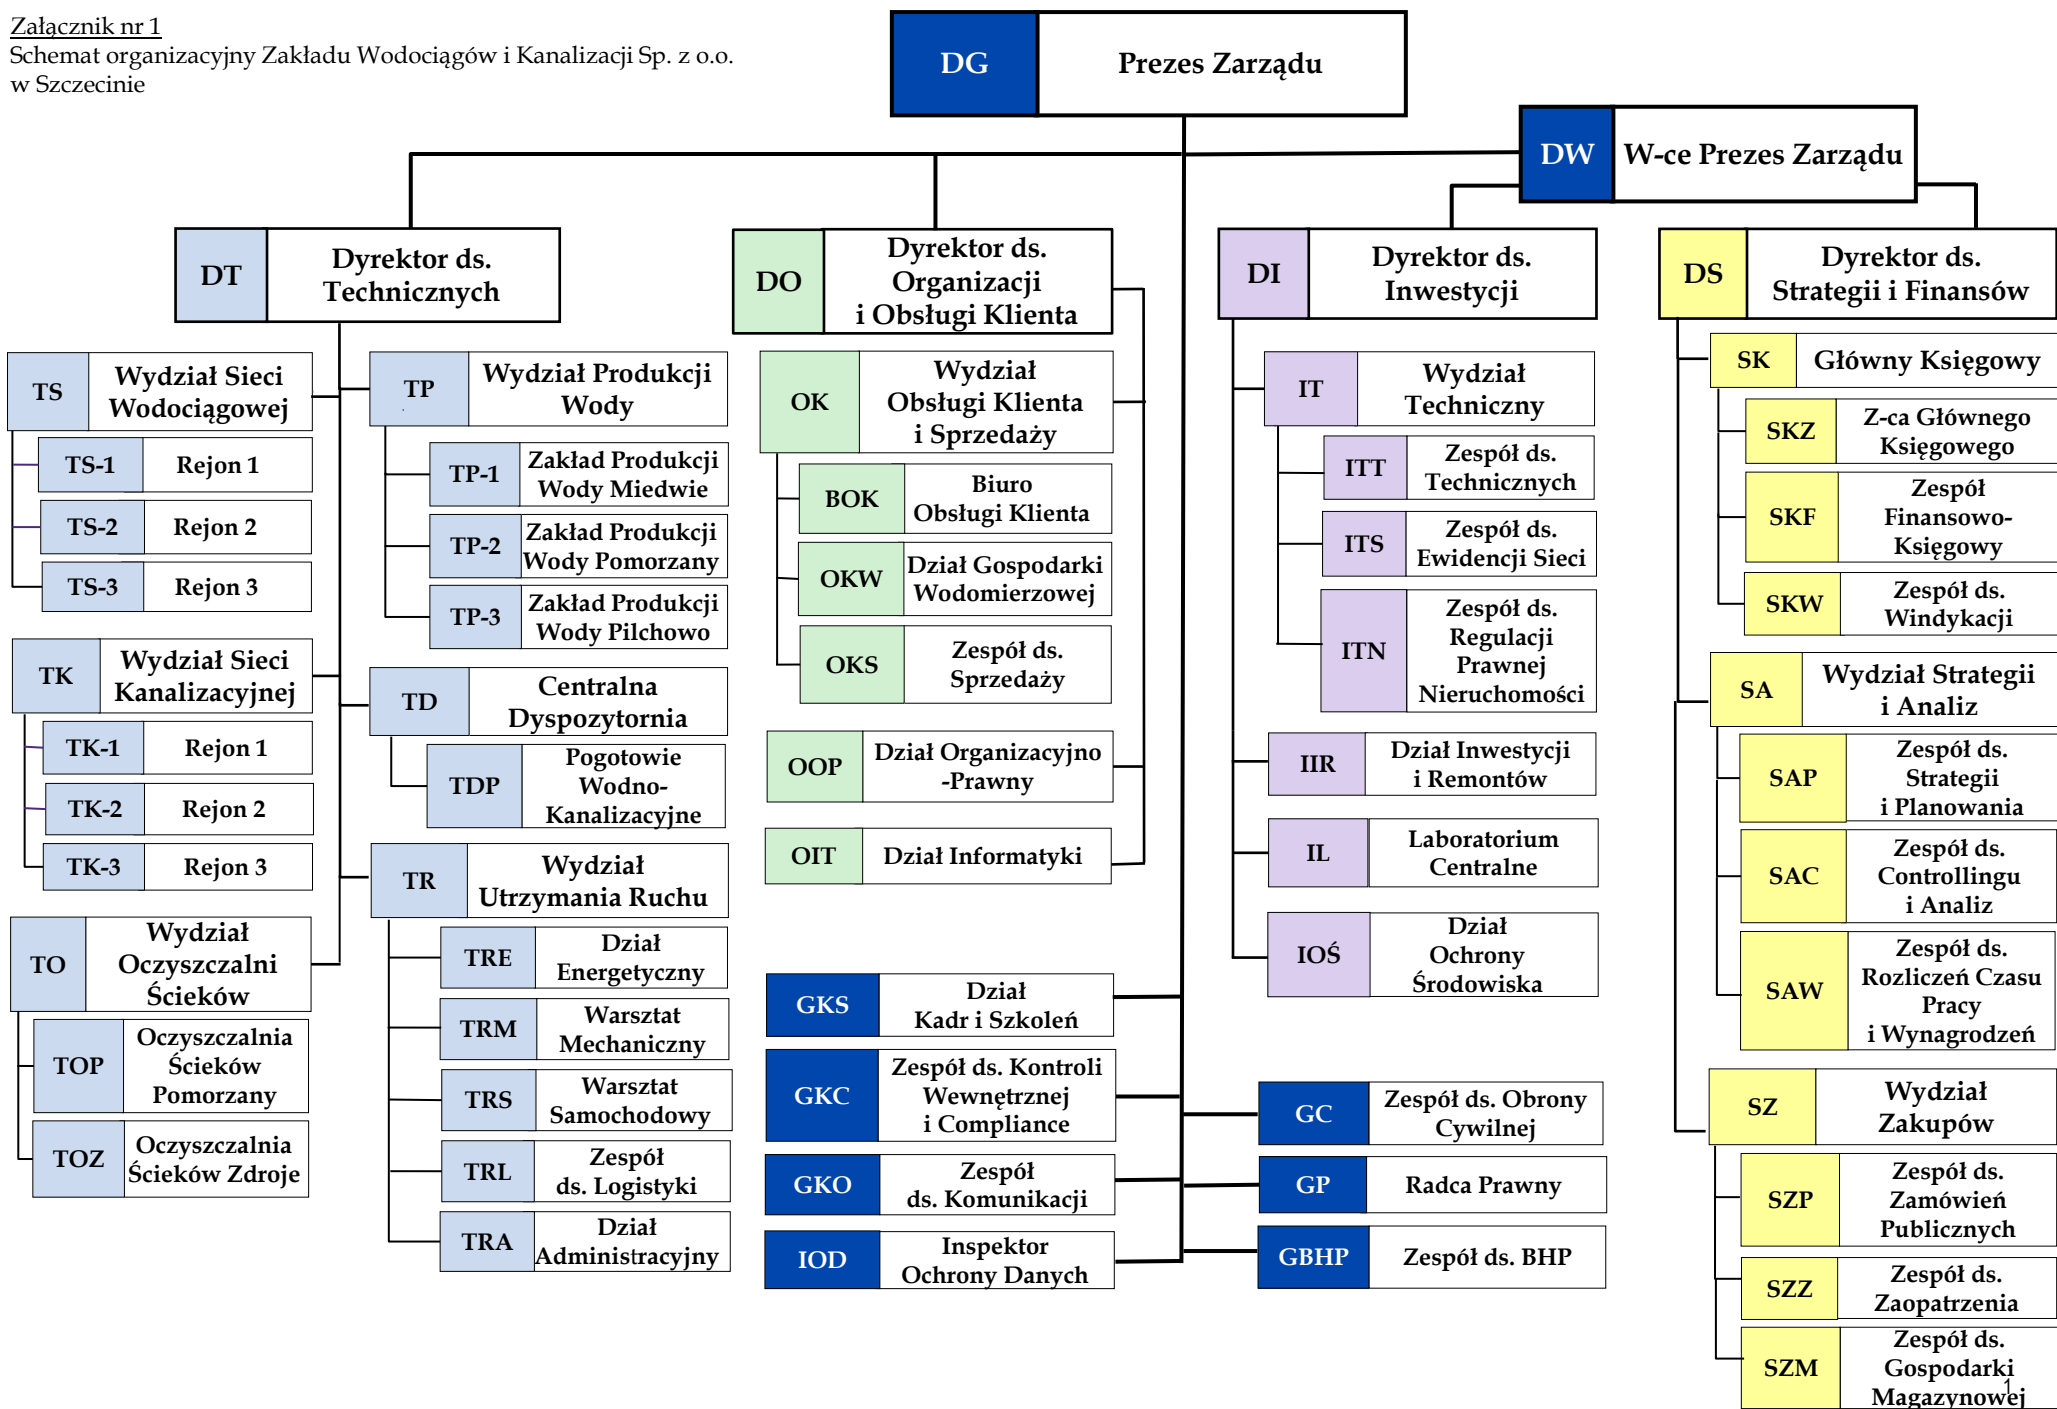 Załącznik nr 1
Schemat organizacyjny Zakładu Wodociągów i Kanalizacji Sp. z o.o.
w Szczecinie
DG
Prezes Zarządu
DW
W-ce Prezes Zarządu
DT
Dyrektor ds.
Technicznych
TS
Wydział Sieci
Wodociągowej
TS-1
Rejon 1
TS-2
Rejon 2
TS-3
Rejon 3
TK
Wydział Sieci
Kanalizacyjnej
TK-1
Rejon 1
TK-2
Rejon 2
TK-3
Rejon 3
TO
Wydział
Oczyszczalni
Ścieków
TOP
Oczyszczalnia
Ścieków
Pomorzany
TOZ
Oczyszczalnia
Ścieków Zdroje
TP
Wydział Produkcji
Wody
TP-1
Zakład Produkcji
Wody Miedwie
TP-2
Zakład Produkcji
Wody Pomorzany
TP-3
Zakład Produkcji
Wody Pilchowo
TD
Centralna
Dyspozytornia
TDP
Pogotowie
Wodno-
Kanalizacyjne
TR
Wydział
Utrzymania Ruchu
TRE
Dział
Energetyczny
TRM
Warsztat
Mechaniczny
TRS
Warsztat
Samochodowy
TRL
Zespół
ds. Logistyki
TRA
Dział
Administracyjny
DO
Dyrektor ds.
Organizacji
i Obsługi Klienta
OK
Wydział
Obsługi Klienta
i Sprzedaży
BOK
Biuro
Obsługi Klienta
OKW
Dział Gospodarki
Wodomierzowej
OKS
Zespół ds.
Sprzedaży
OOP
Dział Organizacyjno
-Prawny
OIT
Dział Informatyki
GKS
Dział
Kadr i Szkoleń
GKC
Zespół ds. Kontroli
Wewnętrznej
i Compliance
GKO
Zespół
ds. Komunikacji
IOD
Inspektor
Ochrony Danych
DI
Dyrektor ds.
Inwestycji
IT
Wydział
Techniczny
ITT
Zespół ds.
Technicznych
ITS
Zespół ds.
Ewidencji Sieci
ITN
Zespół ds.
Regulacji
Prawnej
Nieruchomości
IIR
Dział Inwestycji
i Remontów
IL
Laboratorium
Centralne
IOŚ
Dział
Ochrony
Środowiska
GC
Zespół ds. Obrony
Cywilnej
GP
Radca Prawny
GBHP
Zespół ds. BHP
DS
Dyrektor ds.
Strategii i Finansów
SK
Główny Księgowy
SKZ
Z-ca Głównego
Księgowego
SKF
Zespół
Finansowo-
Księgowy
SKW
Zespół ds.
Windykacji
SA
Wydział Strategii
i Analiz
SAP
Zespół ds.
Strategii
i Planowania
SAC
Zespół ds.
Controllingu
i Analiz
SAW
Zespół ds.
Rozliczeń Czasu
Pracy
i Wynagrodzeń
SZ
Wydział
Zakupów
SZP
Zespół ds.
Zamówień
Publicznych
SZZ
Zespół ds.
Zaopatrzenia
SZM
Zespół ds.
Gospodarki
Magazynowej
1